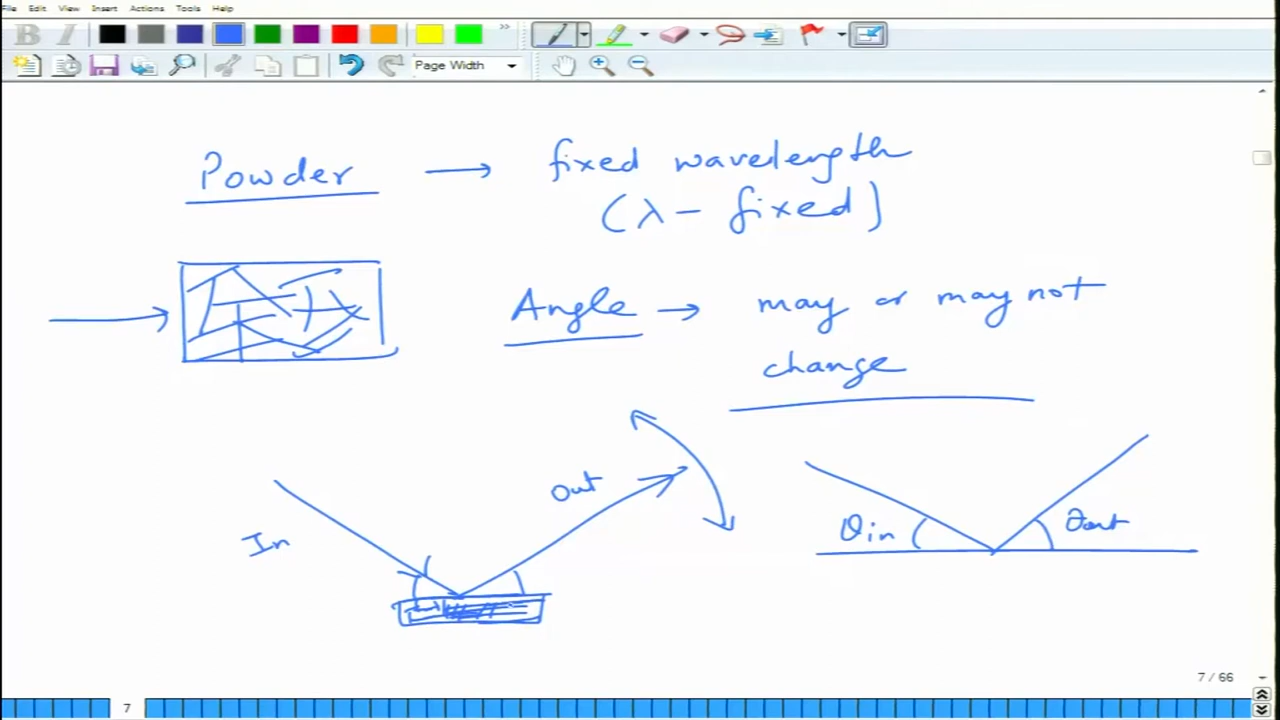 File Edit View Insert Actions Tools Help
B I Page Width
Powder → fixed wavelength
(λ – fixed)
Angle → may or may not
change
In
out
θin
θout
7 / 66
7